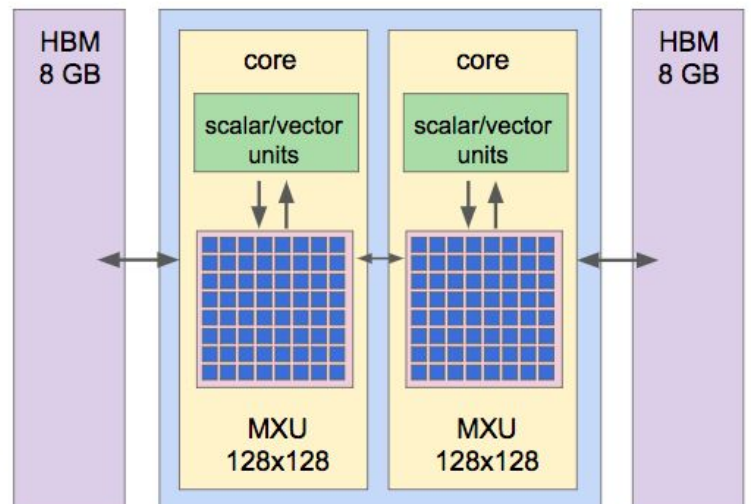 HBM
8 GB
core
scalar/vector
units
MXU
128x128
core
scalar/vector
units
MXU
128x128
HBM
8 GB